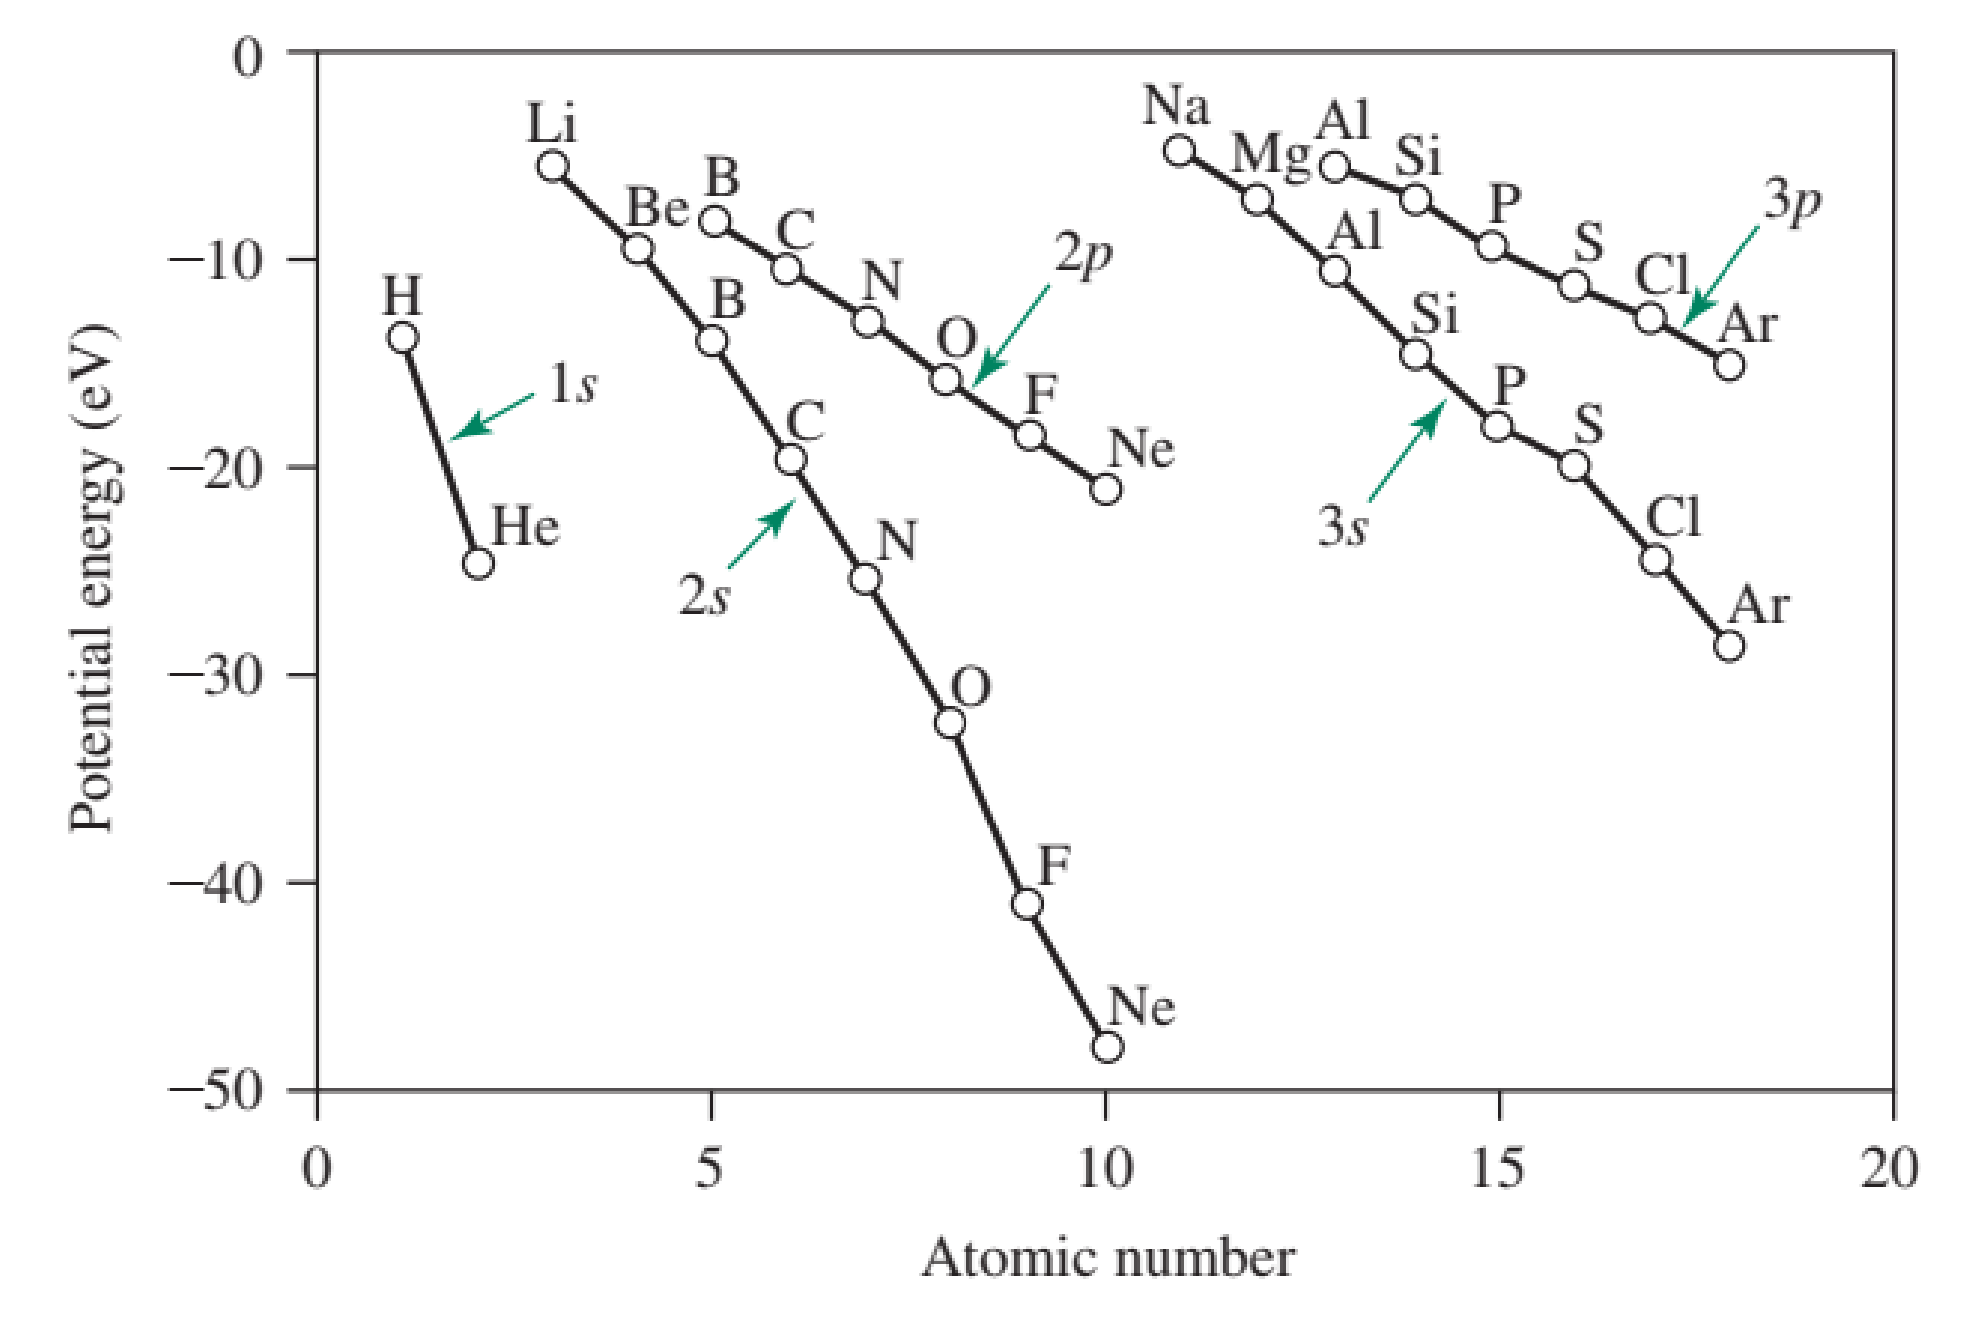 0
Na
Li
Al
Mg
Si
B
3p
P
Be
C
Al
2p
S
-10
N
Cl
H
B
Si
Ar
O
1s
P
F
C
S
Ne
-20
Cl
3s
He
N
2s
Ar
-30
O
F
-40
Ne
-50
0 5 10 15 20
Atomic number
Potential energy (eV)